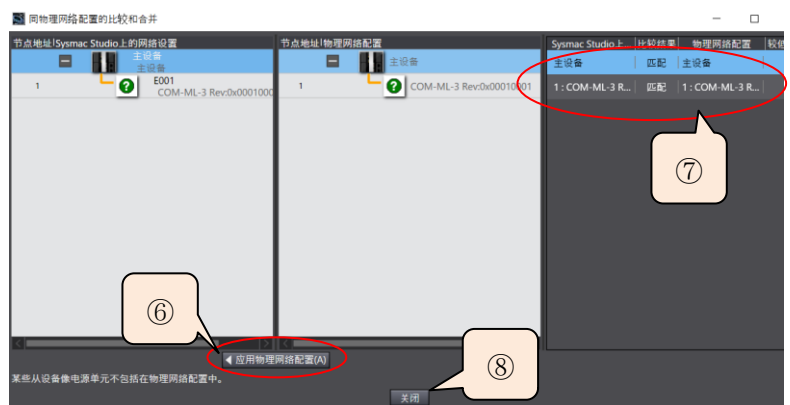 同物理网络配置的比较和合并
节点地址|Sysmac Studio上的网络设置
主设备
主设备
1
E001
COM-ML-3 Rev:0x0001000
节点地址|物理网络配置
主设备
1
COM-ML-3 Rev:0x00010001
Sysmac Studio上 比较结果 物理网络配置
主设备 匹配 主设备
1 : COM-ML-3 R... 匹配 1 : COM-ML-3 R...
⑦
⑥
应用物理网络配置(A)
⑧
某些从设备像电源单元不包括在物理网络配置中。
关闭